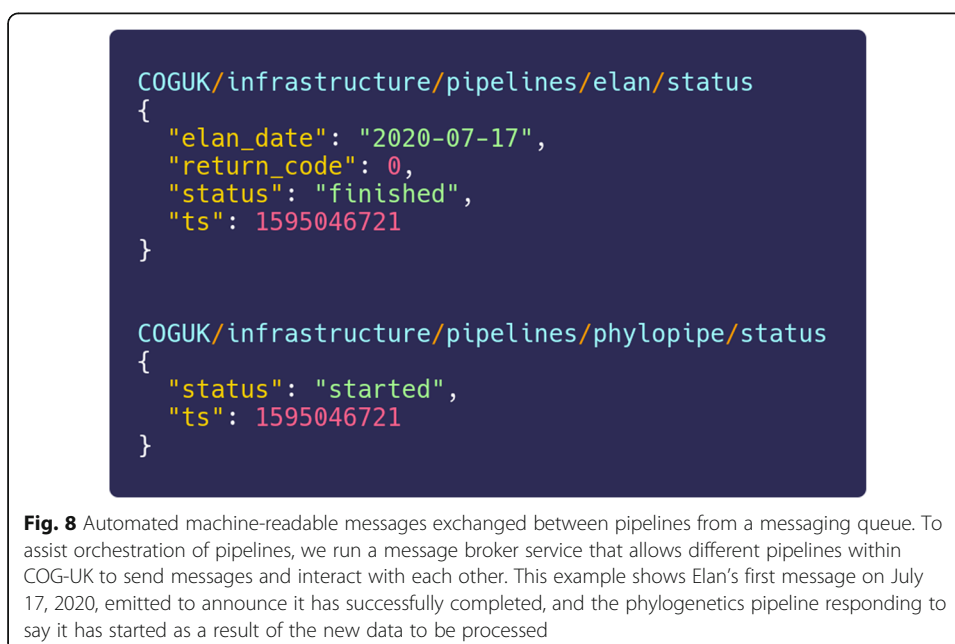 COGUK/infrastructure/pipelines/elan/status
{
"elan_date": "2020-07-17",
"return_code": 0,
"status": "finished",
"ts": 1595046721
}
COGUK/infrastructure/pipelines/phylopipe/status
{
"status": "started",
"ts": 1595046721
}
Fig. 8 Automated machine-readable messages exchanged between pipelines from a messaging queue. To
assist orchestration of pipelines, we run a message broker service that allows different pipelines within
COG-UK to send messages and interact with each other. This example shows Elan's first message on July
17, 2020, emitted to announce it has successfully completed, and the phylogenetics pipeline responding to
say it has started as a result of the new data to be processed